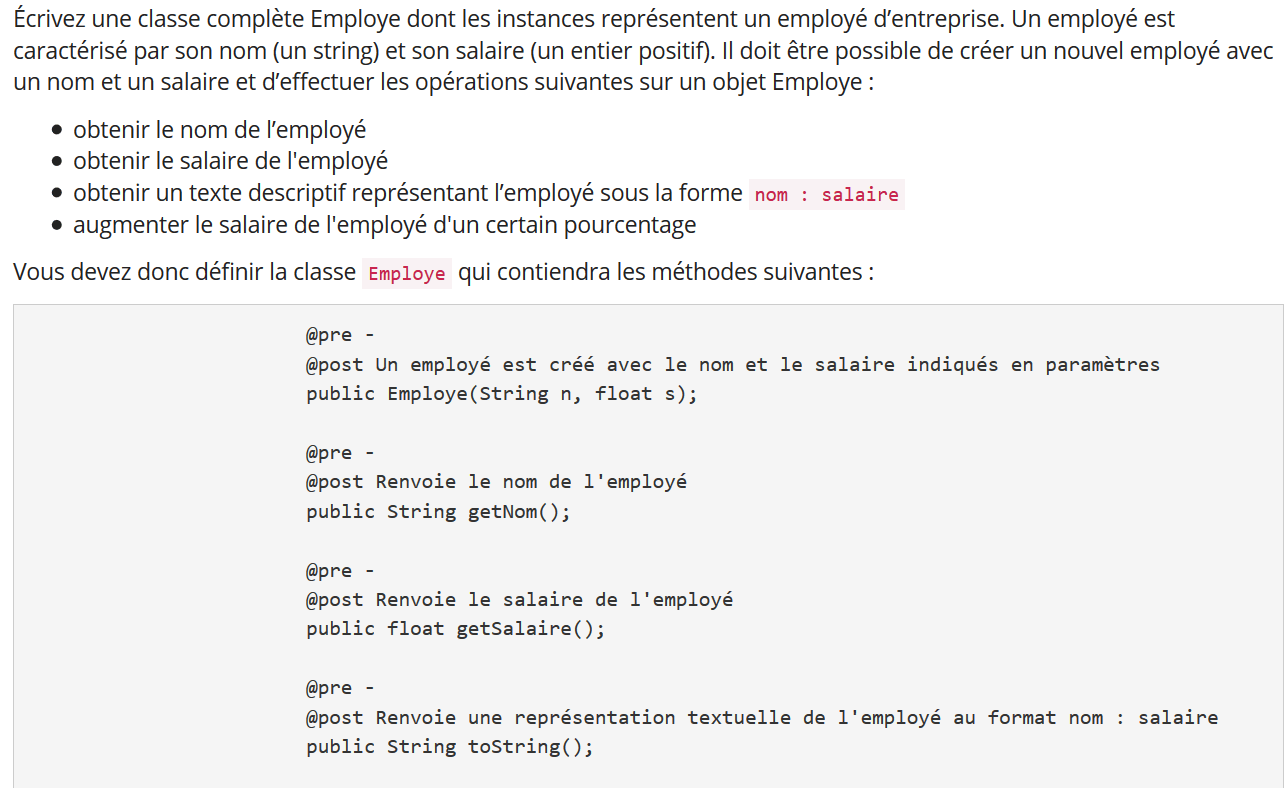 Écrivez une classe complète Employe dont les instances représentent un employé d’entreprise. Un employé est
caractérisé par son nom (un string) et son salaire (un entier positif). Il doit être possible de créer un nouvel employé avec
un nom et un salaire et d’effectuer les opérations suivantes sur un objet Employe :
• obtenir le nom de l’employé
• obtenir le salaire de l'employé
• obtenir un texte descriptif représentant l’employé sous la forme nom : salaire
• augmenter le salaire de l'employé d'un certain pourcentage
Vous devez donc définir la classe Employe qui contiendra les méthodes suivantes :
@pre -
@post Un employé est créé avec le nom et le salaire indiqués en paramètres
public Employe(String n, float s);
@pre -
@post Renvoie le nom de l'employé
public String getNom();
@pre -
@post Renvoie le salaire de l'employé
public float getSalaire();
@pre -
@post Renvoie une représentation textuelle de l'employé au format nom : salaire
public String toString();